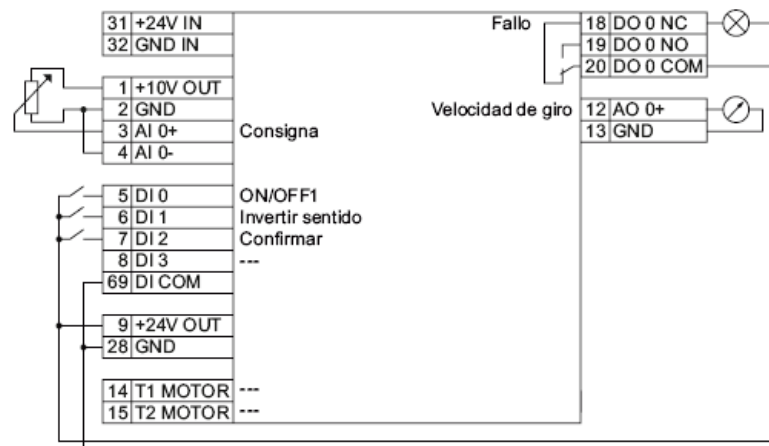 31 +24V IN
32 GND IN
1 +10V OUT
2 GND
3 AI 0+ Consigna
4 AI 0-
5 DI 0 ON/OFF1
6 DI 1 Invertir sentido
7 DI 2 Confirmar
8 DI 3 ---
69 DI COM
9 +24V OUT
28 GND
14 T1 MOTOR ---
15 T2 MOTOR ---
Fallo 18 DO 0 NC
19 DO 0 NO
20 DO 0 COM
Velocidad de giro 12 AO 0+
13 GND